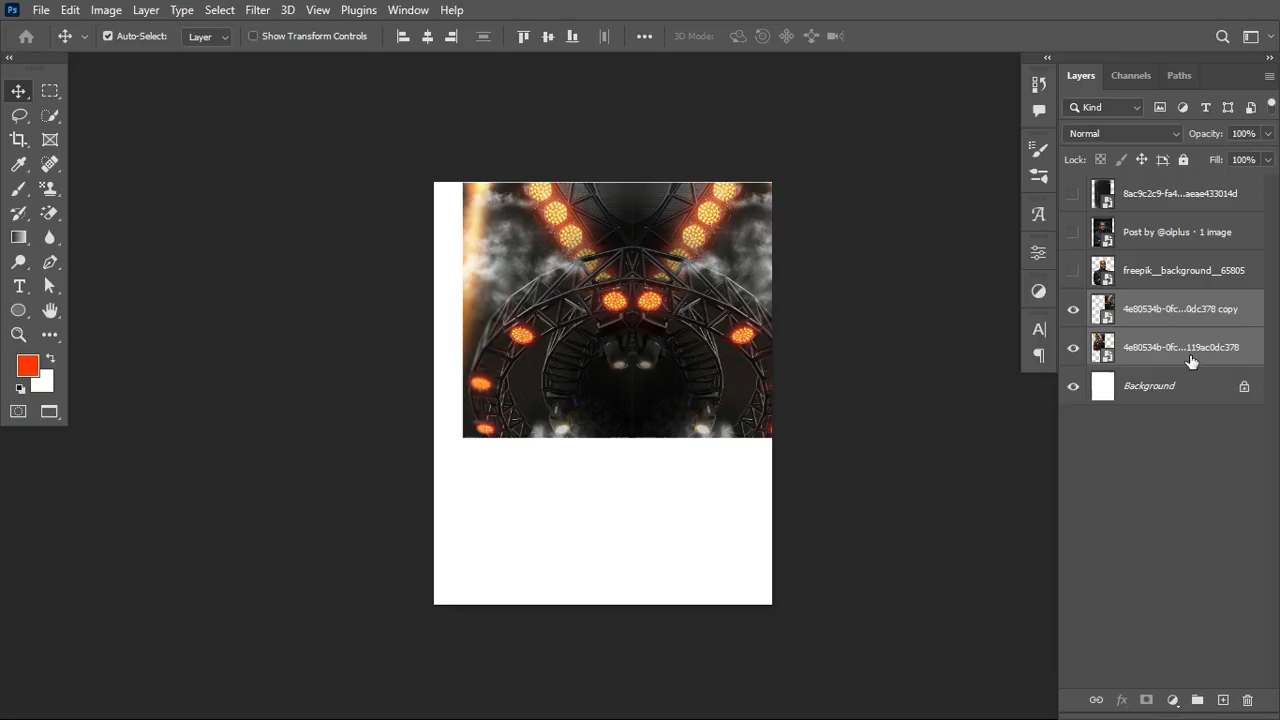 Ps File Edit Image Layer Type Select Filter 3D View Plugins Window Help
Auto-Select: Layer Show Transform Controls 3D Mode:
Layers Channels Paths
Kind
Normal Opacity: 100%
Lock: Fill: 100%
8ac9c2c9-fa4...aeae433014d
Post by @olplus · 1 image
freepik__background__65805
4e80534b-0fc...0dc378 copy
4e80534b-0fc...119ac0dc378
Background